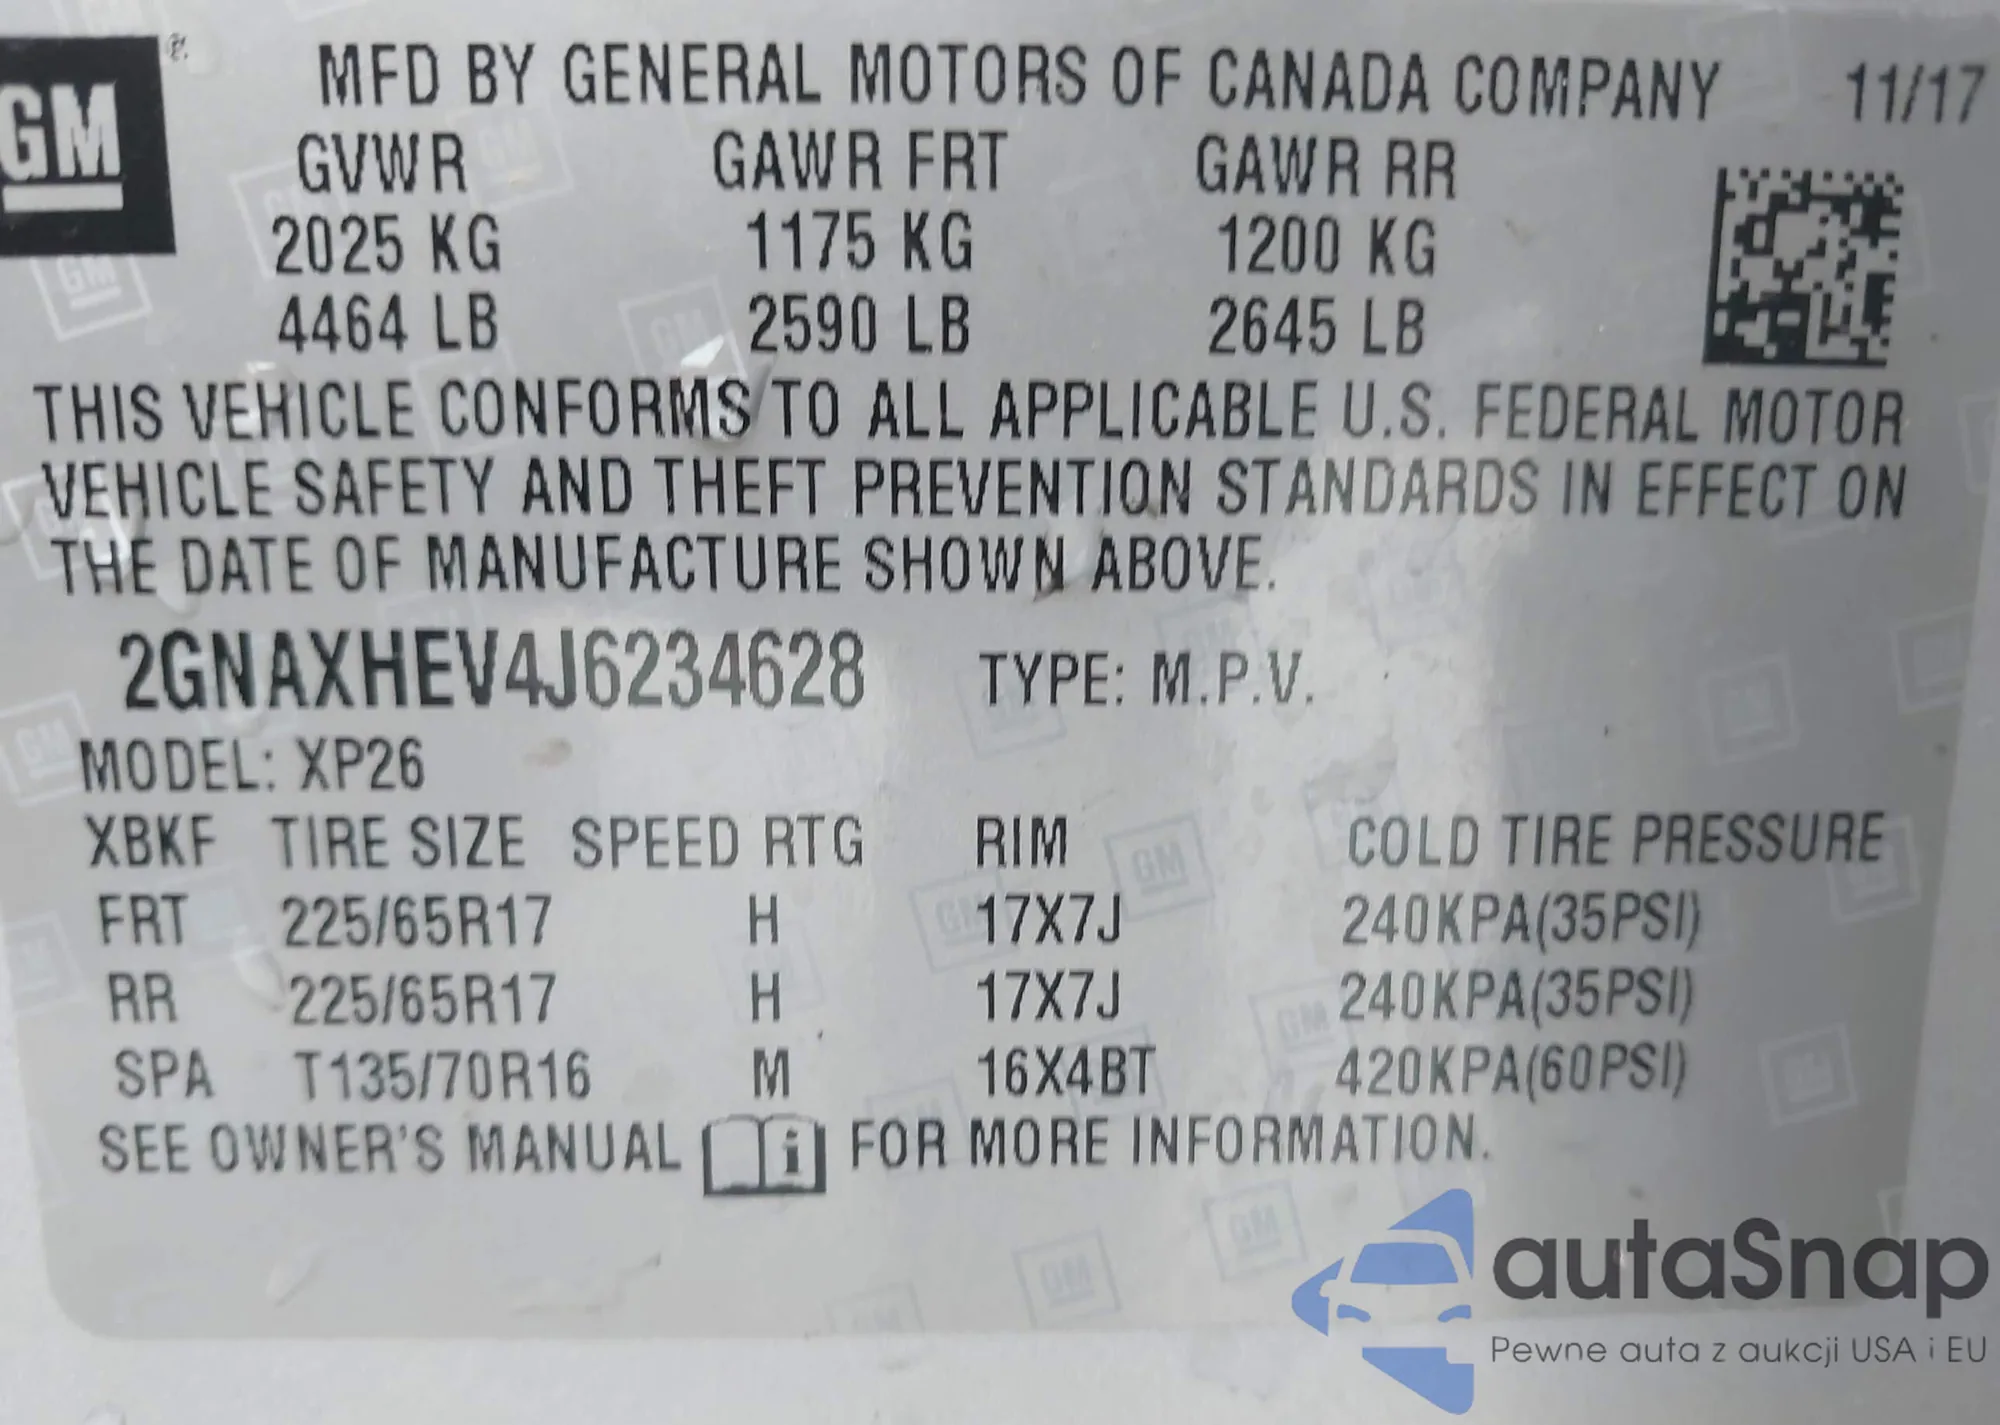 GM
MFD BY GENERAL MOTORS OF CANADA COMPANY 11/17
GVWR GAWR FRT GAWR RR
2025 KG 1175 KG 1200 KG
4464 LB 2590 LB 2645 LB
THIS VEHICLE CONFORMS TO ALL APPLICABLE U.S. FEDERAL MOTOR
VEHICLE SAFETY AND THEFT PREVENTION STANDARDS IN EFFECT ON
THE DATE OF MANUFACTURE SHOWN ABOVE.
2GNAXHEV4J6234628 TYPE: M.P.V.
MODEL: XP26
XBKF TIRE SIZE SPEED RTG RIM COLD TIRE PRESSURE
FRT 225/65R17 H 17X7J 240KPA(35PSI)
RR 225/65R17 H 17X7J 240KPA(35PSI)
SPA T135/70R16 M 16X4BT 420KPA(60PSI)
SEE OWNER'S MANUAL i FOR MORE INFORMATION.
autaSnap
Pewne auta z aukcji USA i EU